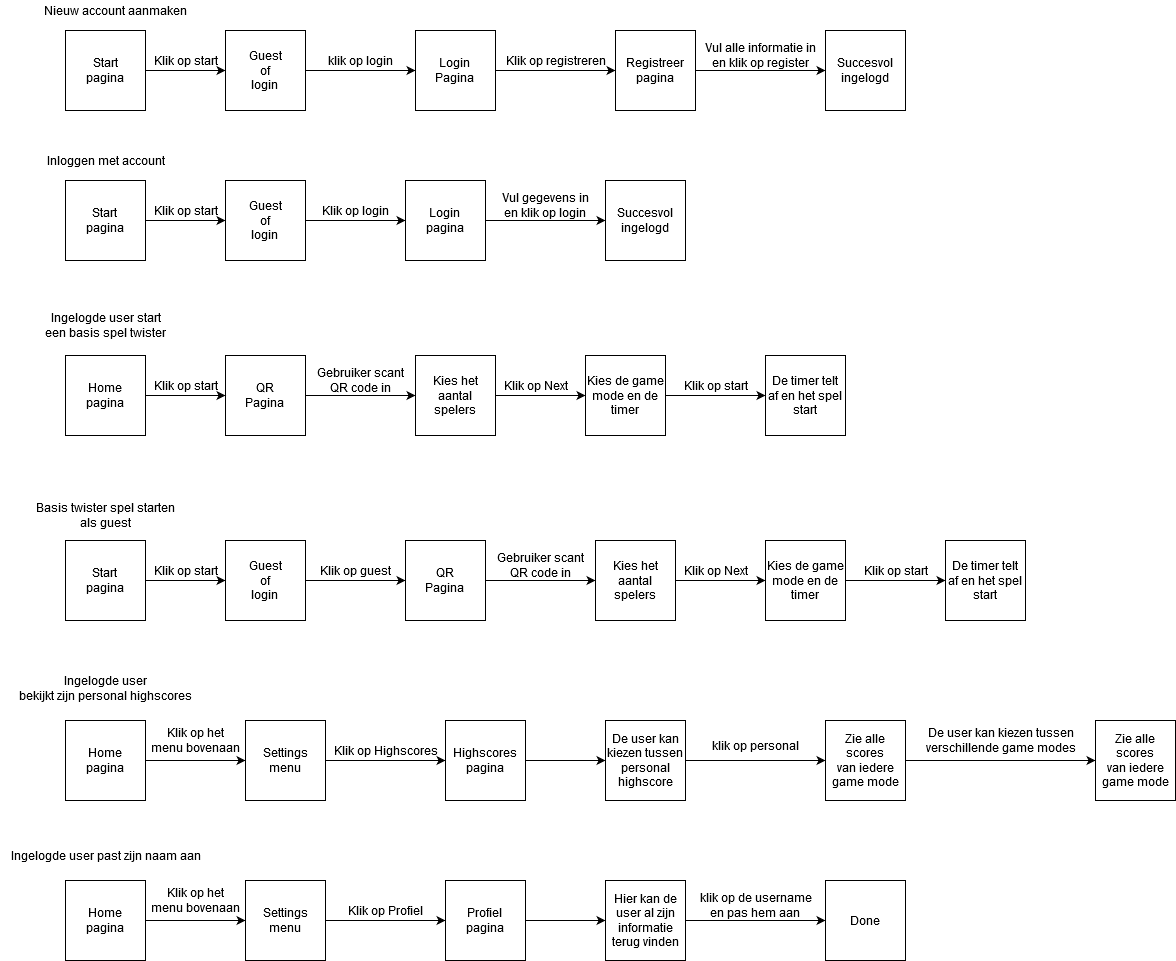 Nieuw account aanmaken
Start
pagina
Klik op start
Guest
of
login
klik op login
Login
Pagina
Klik op registreren
Registreer
pagina
Vul alle informatie in
en klik op register
Succesvol
ingelogd
Inloggen met account
Start
pagina
Klik op start
Guest
of
login
Klik op login
Login
pagina
Vul gegevens in
en klik op login
Succesvol
ingelogd
Ingelogde user start
een basis spel twister
Home
pagina
Klik op start
QR
Pagina
Gebruiker scant
QR code in
Kies het
aantal
spelers
Klik op Next
Kies de game
mode en de
timer
Klik op start
De timer telt
af en het spel
start
Basis twister spel starten
als guest
Start
pagina
Klik op start
Guest
of
login
Klik op guest
QR
Pagina
Gebruiker scant
QR code in
Kies het
aantal
spelers
Klik op Next
Kies de game
mode en de
timer
Klik op start
De timer telt
af en het spel
start
Ingelogde user
bekijkt zijn personal highscores
Home
pagina
Klik op het
menu bovenaan
Settings
menu
Klik op Highscores
Highscores
pagina
De user kan
kiezen tussen
personal
highscore
klik op personal
Zie alle
scores
van iedere
game mode
De user kan kiezen tussen
verschillende game modes
Zie alle
scores
van iedere
game mode
Ingelogde user past zijn naam aan
Home
pagina
Klik op het
menu bovenaan
Settings
menu
Klik op Profiel
Profiel
pagina
Hier kan de
user al zijn
informatie
terug vinden
klik op de username
en pas hem aan
Done